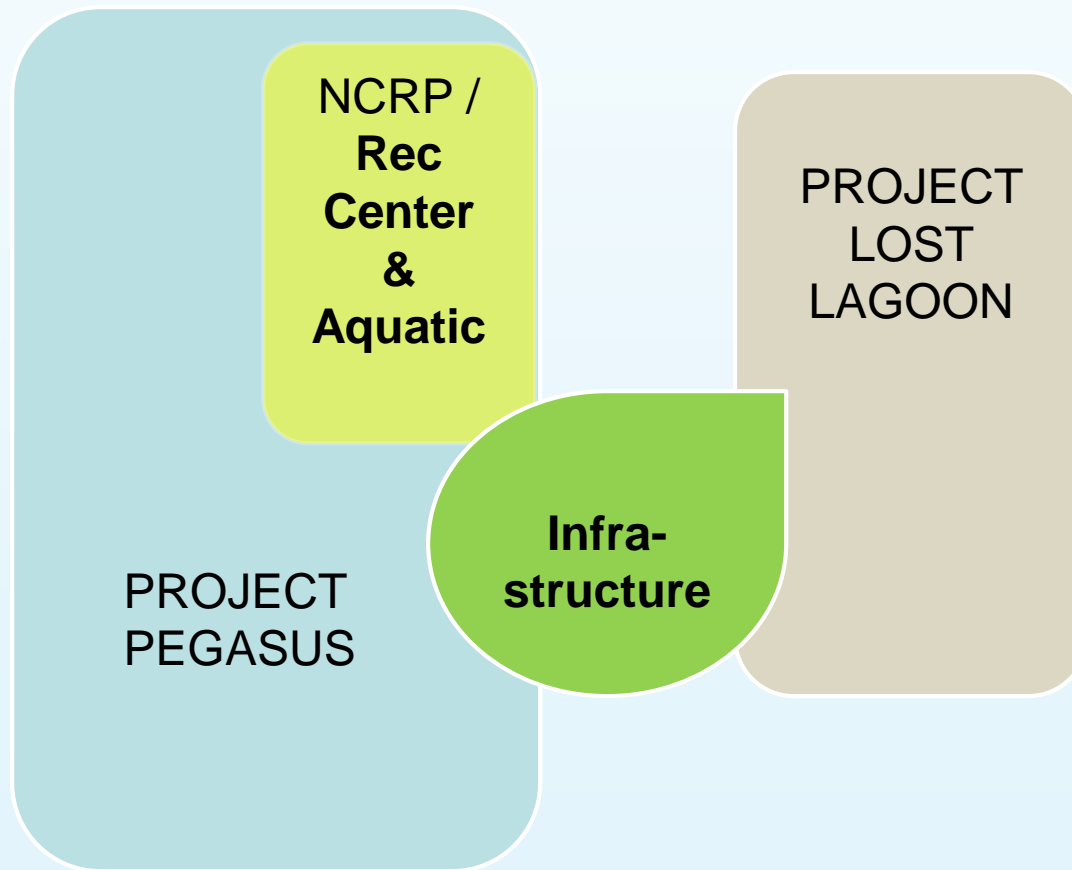 NCRP /
Rec
Center
&
Aquatic
PROJECT
PEGASUS
Infra-
structure
PROJECT
LOST
LAGOON